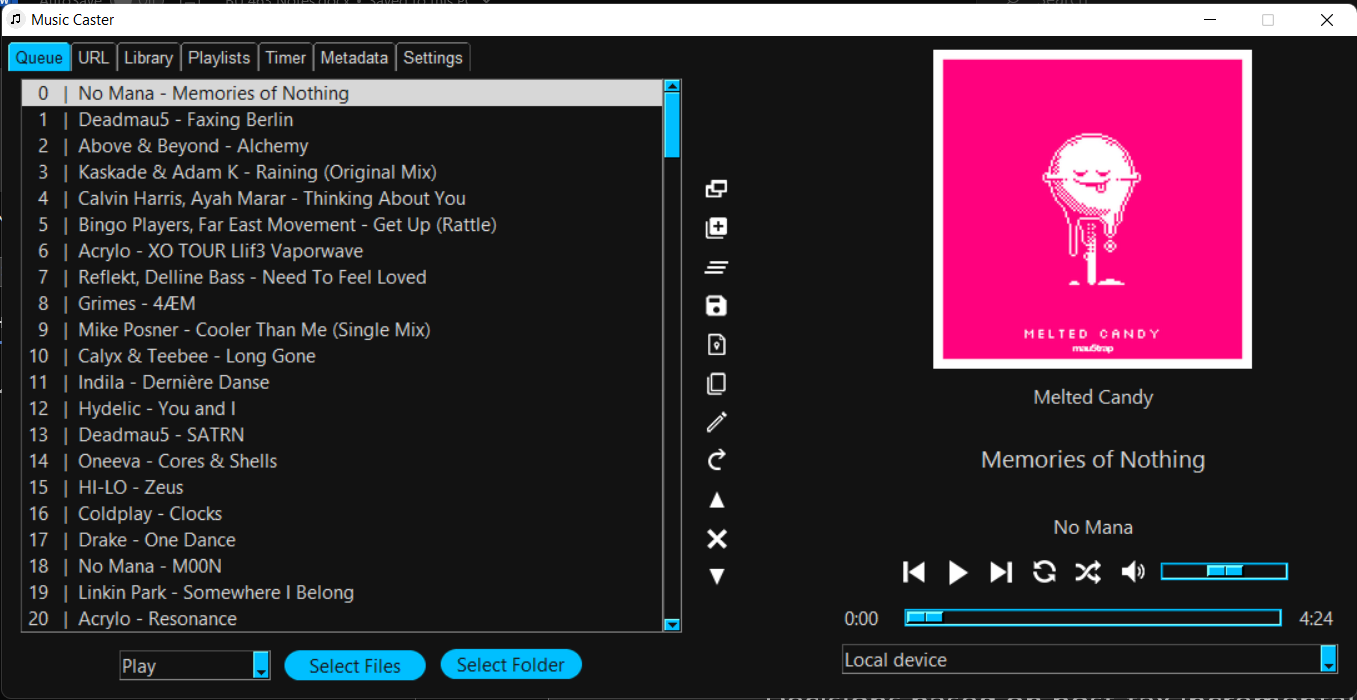 Music Caster
Queue URL Library Playlists Timer Metadata Settings
0 | No Mana - Memories of Nothing
1 | Deadmau5 - Faxing Berlin
2 | Above & Beyond - Alchemy
3 | Kaskade & Adam K - Raining (Original Mix)
4 | Calvin Harris, Ayah Marar - Thinking About You
5 | Bingo Players, Far East Movement - Get Up (Rattle)
6 | Acrylo - XO TOUR Llif3 Vaporwave
7 | Reflekt, Delline Bass - Need To Feel Loved
8 | Grimes - 4ÆM
9 | Mike Posner - Cooler Than Me (Single Mix)
10 | Calyx & Teebee - Long Gone
11 | Indila - Dernière Danse
12 | Hydelic - You and I
13 | Deadmau5 - SATRN
14 | Oneeva - Cores & Shells
15 | HI-LO - Zeus
16 | Coldplay - Clocks
17 | Drake - One Dance
18 | No Mana - M00N
19 | Linkin Park - Somewhere I Belong
20 | Acrylo - Resonance
Play
Select Files
Select Folder
MELTED CANDY
mau5trap
Melted Candy
Memories of Nothing
No Mana
0:00
4:24
Local device